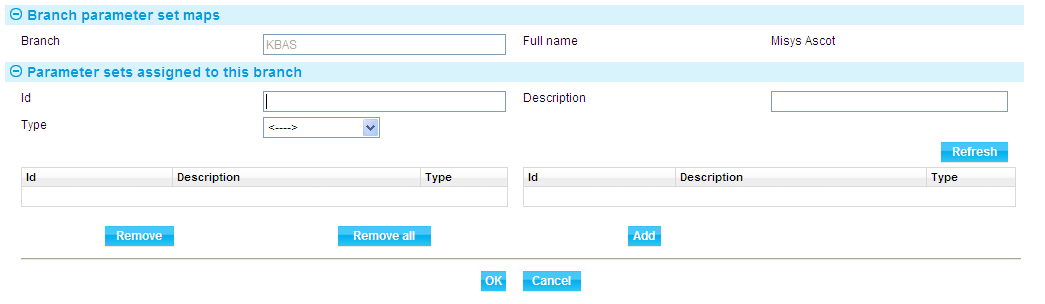 Branch parameter set maps
Branch KBAS Full name Misys Ascot
Parameter sets assigned to this branch
Id Description
Type <---->
Refresh
Id Description Type Id Description Type
Remove Remove all Add
OK Cancel